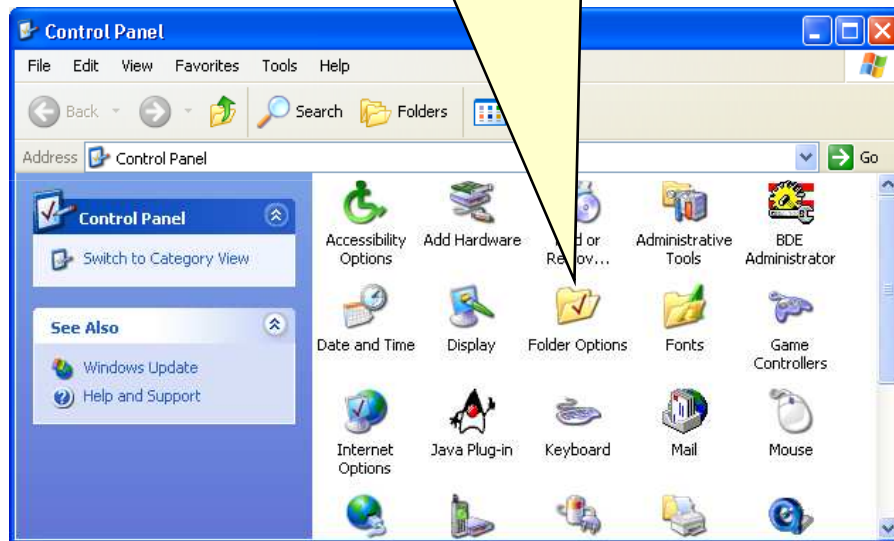 Control Panel
File Edit View Favorites Tools Help
Back Search Folders
Address Control Panel Go
Control Panel
Switch to Category View
See Also
Windows Update
Help and Support
Accessibility Options
Add Hardware
or
Administrative Tools
BDE Administrator
Date and Time
Display
Folder Options
Fonts
Game Controllers
Internet Options
Java Plug-in
Keyboard
Mail
Mouse